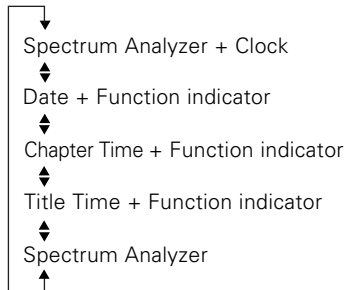 Spectrum Analyzer + Clock
Date + Function indicator
Chapter Time + Function indicator
Title Time + Function indicator
Spectrum Analyzer